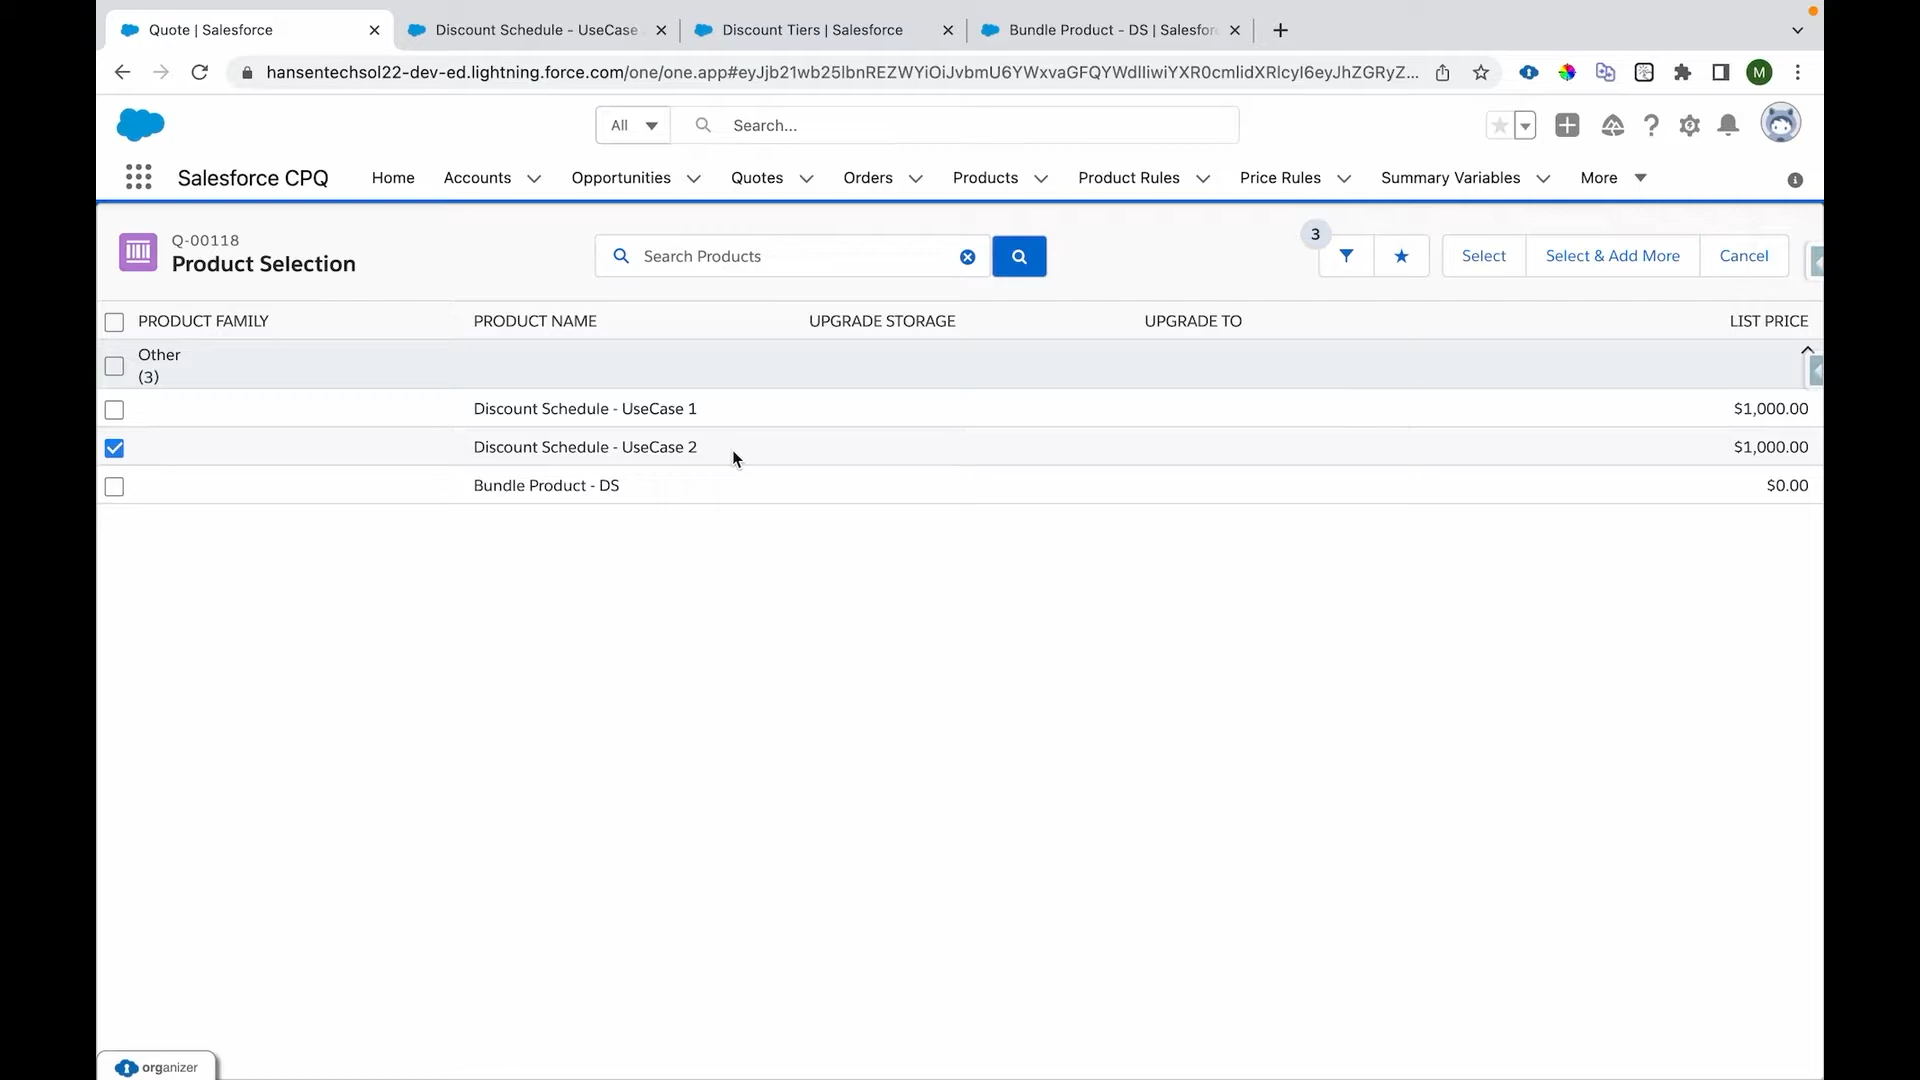 Quote | Salesforce
Discount Schedule - UseCase
Discount Tiers | Salesforce
Bundle Product - DS | Salesfor
hansentechsol22-dev-ed.lightning.force.com/one/one.app#eyJjb21wb25lbnREZWYiOiJvbmU6YWxvaGFQYWdlIiwiYXR0cmlidXRlcyI6eyJhZGRyZ...
M
All
Search...
Salesforce CPQ
Home
Accounts
Opportunities
Quotes
Orders
Products
Product Rules
Price Rules
Summary Variables
More
Q-00118
Product Selection
Search Products
3
Select
Select & Add More
Cancel
PRODUCT FAMILY
PRODUCT NAME
UPGRADE STORAGE
UPGRADE TO
LIST PRICE
Other
(3)
Discount Schedule - UseCase 1
$1,000.00
Discount Schedule - UseCase 2
$1,000.00
Bundle Product - DS
$0.00
organizer